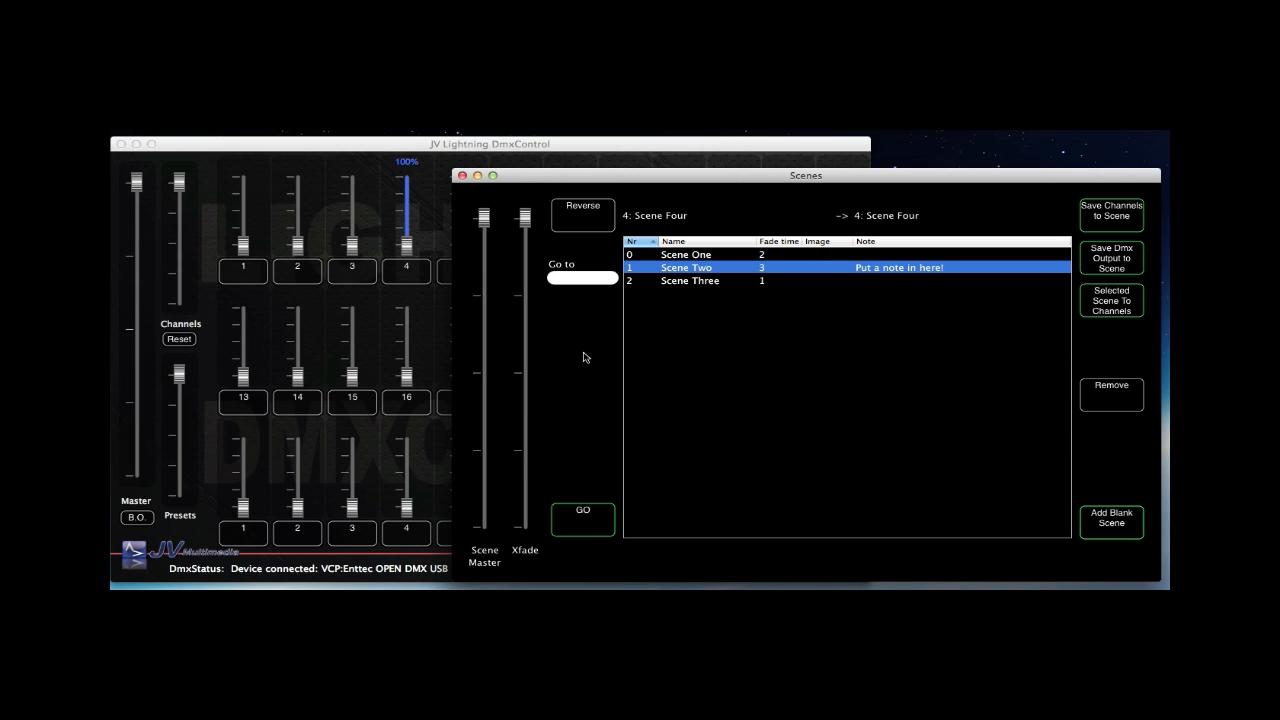 JV Lightning DmxControl
100%
1 2 3 4
Channels
Reset
13 14 15 16
Master
B.O.
Presets
1 2 3 4
JV Multimedia
DmxStatus: Device connected: VCP:Enttec OPEN DMX USB
Scenes
Reverse
4: Scene Four -> 4: Scene Four
Go to
Nr Name Fade time Image Note
0 Scene One 2
1 Scene Two 3 Put a note in here!
2 Scene Three 1
GO
Scene
Master
Xfade
Save Channels
to Scene
Save Dmx
Output to
Scene
Selected
Scene To
Channels
Remove
Add Blank
Scene